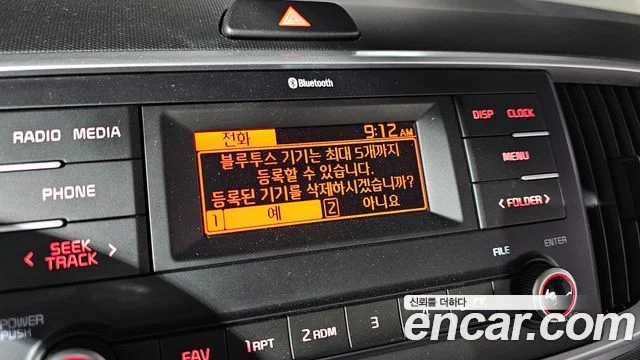 Bluetooth
전화 9:12 AM
블루투스 기기는 최대 5개까지
등록할 수 있습니다.
등록된 기기를 삭제하시겠습니까?
1 예 2 아니요
RADIO MEDIA
PHONE
SEEK
TRACK
DISP CLOCK
MENU
FOLDER
FILE
ENTER
POWER
PUSH
AS
1 RPT
2 RDM
3
신뢰를 더하다
encar.com